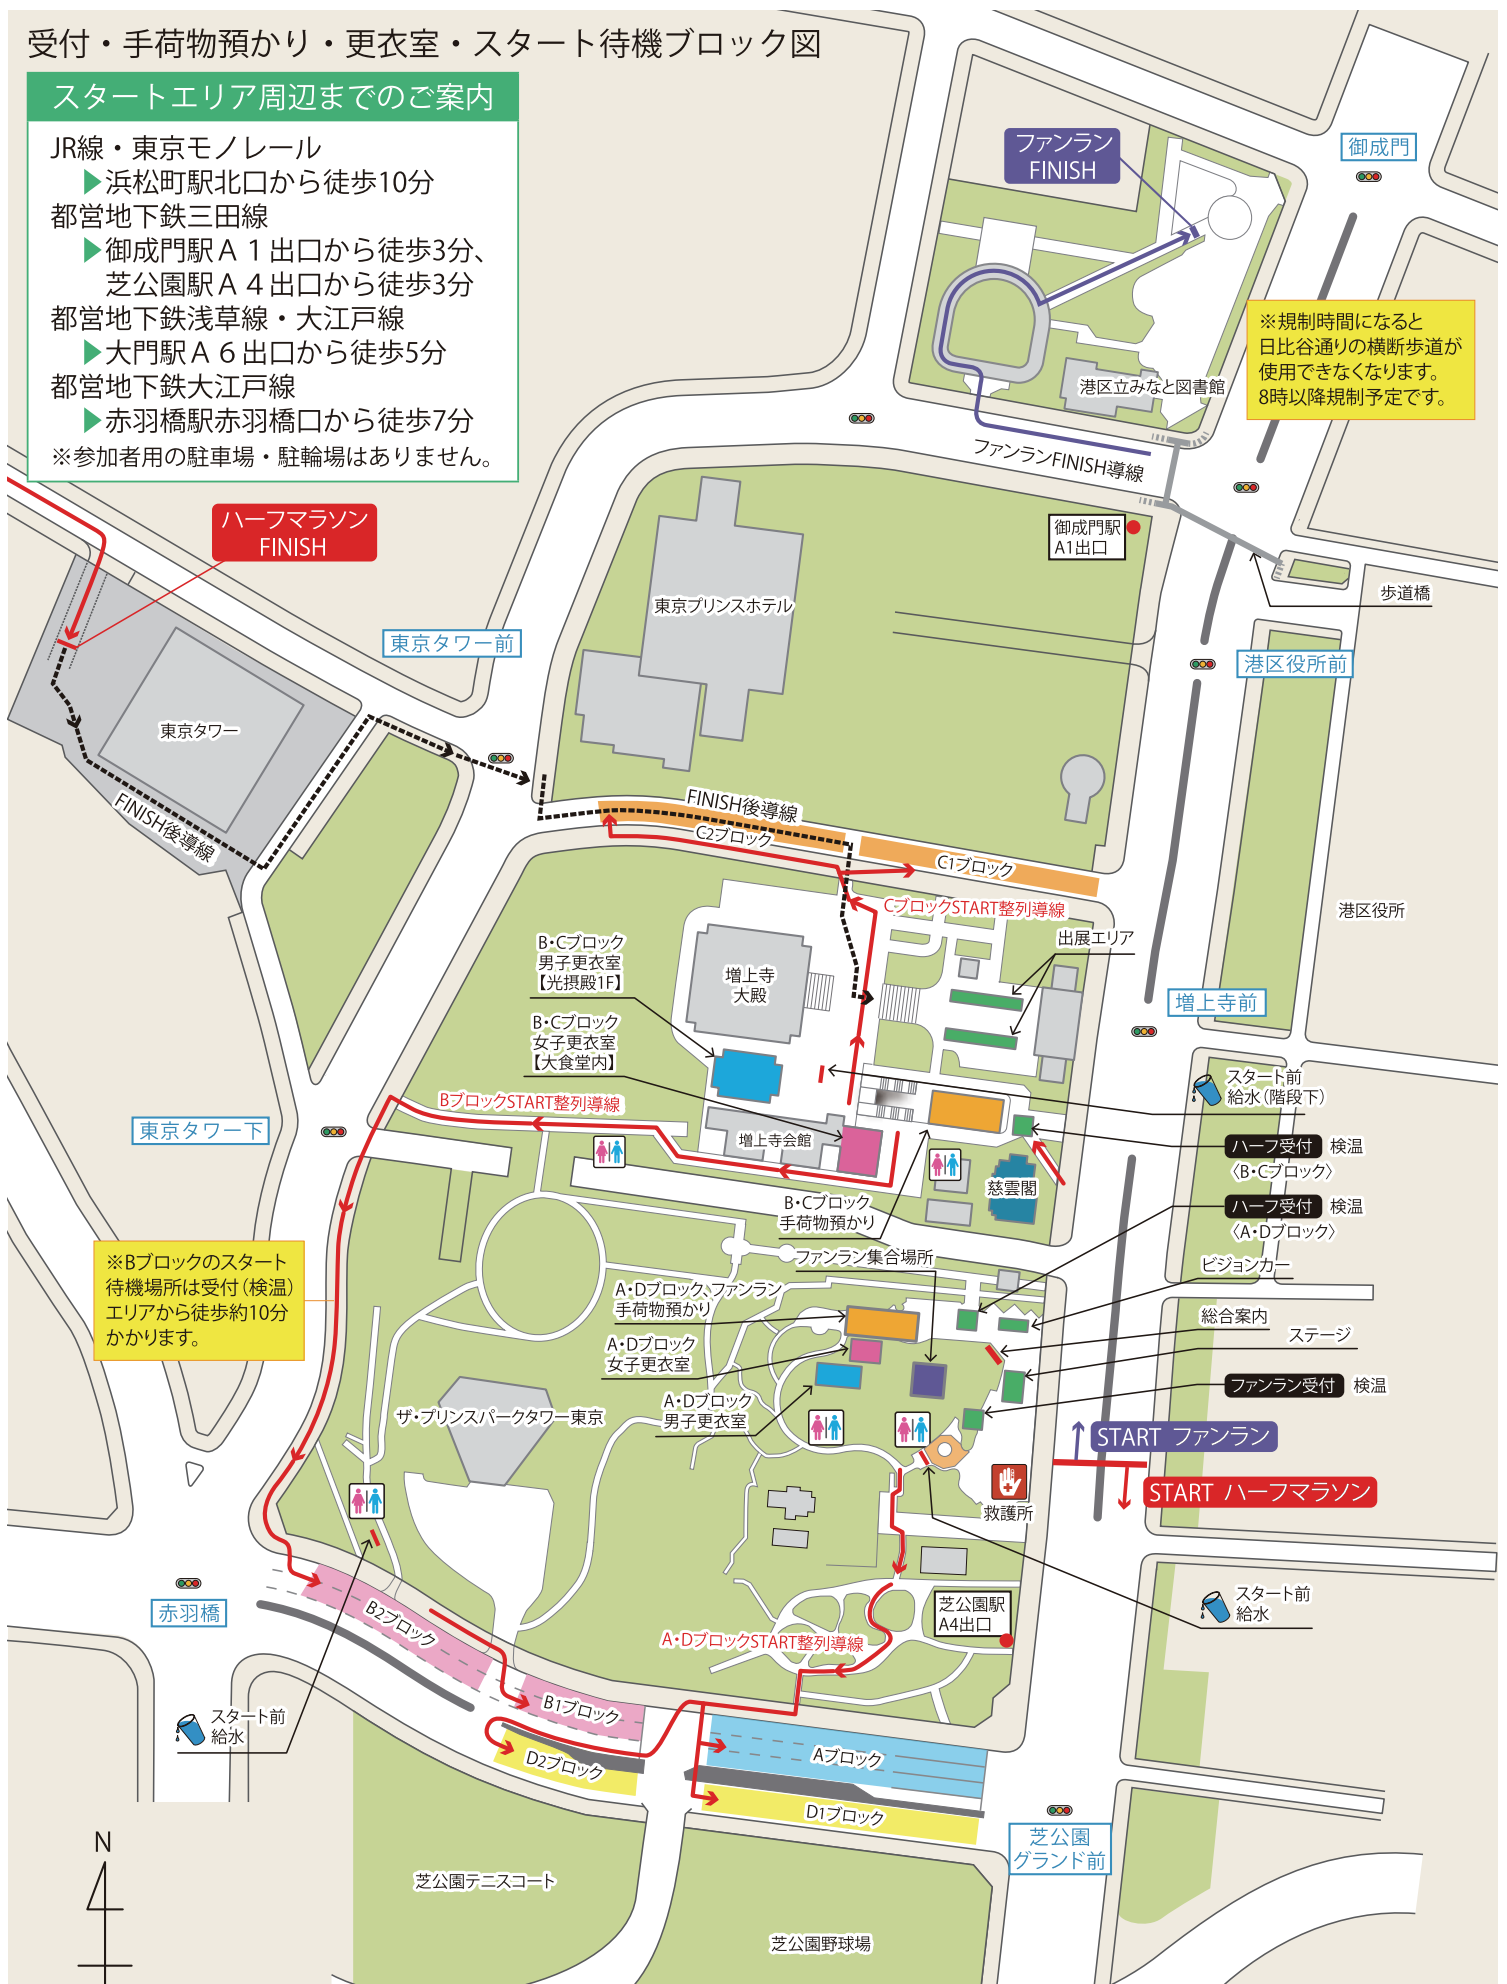 受付・手荷物預かり・更衣室・スタート待機ブロック図
スタートエリア周辺までのご案内
JR線・東京モノレール
▶浜松町駅北口から徒歩10分
都営地下鉄三田線
▶御成門駅A1出口から徒歩3分、
芝公園駅A4出口から徒歩3分
都営地下鉄浅草線・大江戸線
▶大門駅A6出口から徒歩5分
都営地下鉄大江戸線
▶赤羽橋駅赤羽橋口から徒歩7分
※参加者用の駐車場・駐輪場はありません。
ファンラン
FINISH
御成門
※規制時間になると
日比谷通りの横断歩道が
使用できなくなります。
8時以降規制予定です。
港区立みなと図書館
ファンランFINISH導線
御成門駅
A1出口
歩道橋
ハーフマラソン
FINISH
東京プリンスホテル
東京タワー前
港区役所前
東京タワー
FINISH後導線
FINISH後導線
C2ブロック
C1ブロック
港区役所
CブロックSTART整列導線
出展エリア
B・Cブロック
男子更衣室
【光摂殿1F】
増上寺
大殿
増上寺前
B・Cブロック
女子更衣室
【大食堂内】
スタート前
給水(階段下)
BブロックSTART整列導線
東京タワー下
増上寺会館
ハーフ受付 検温
〈B・Cブロック〉
慈雲閣
B・Cブロック
手荷物預かり
ハーフ受付 検温
〈A・Dブロック〉
ファンラン集合場所
ビジョンカー
※Bブロックのスタート
待機場所は受付(検温)
エリアから徒歩約10分
かかります。
A・Dブロック、ファンラン
手荷物預かり
総合案内
ステージ
A・Dブロック
女子更衣室
ファンラン受付 検温
A・Dブロック
男子更衣室
ザ・プリンスパークタワー東京
START ファンラン
START ハーフマラソン
救護所
赤羽橋
B2ブロック
芝公園駅
A4出口
スタート前
給水
A・DブロックSTART整列導線
B1ブロック
スタート前
給水
D2ブロック
Aブロック
D1ブロック
芝公園
グランド前
N
芝公園テニスコート
芝公園野球場